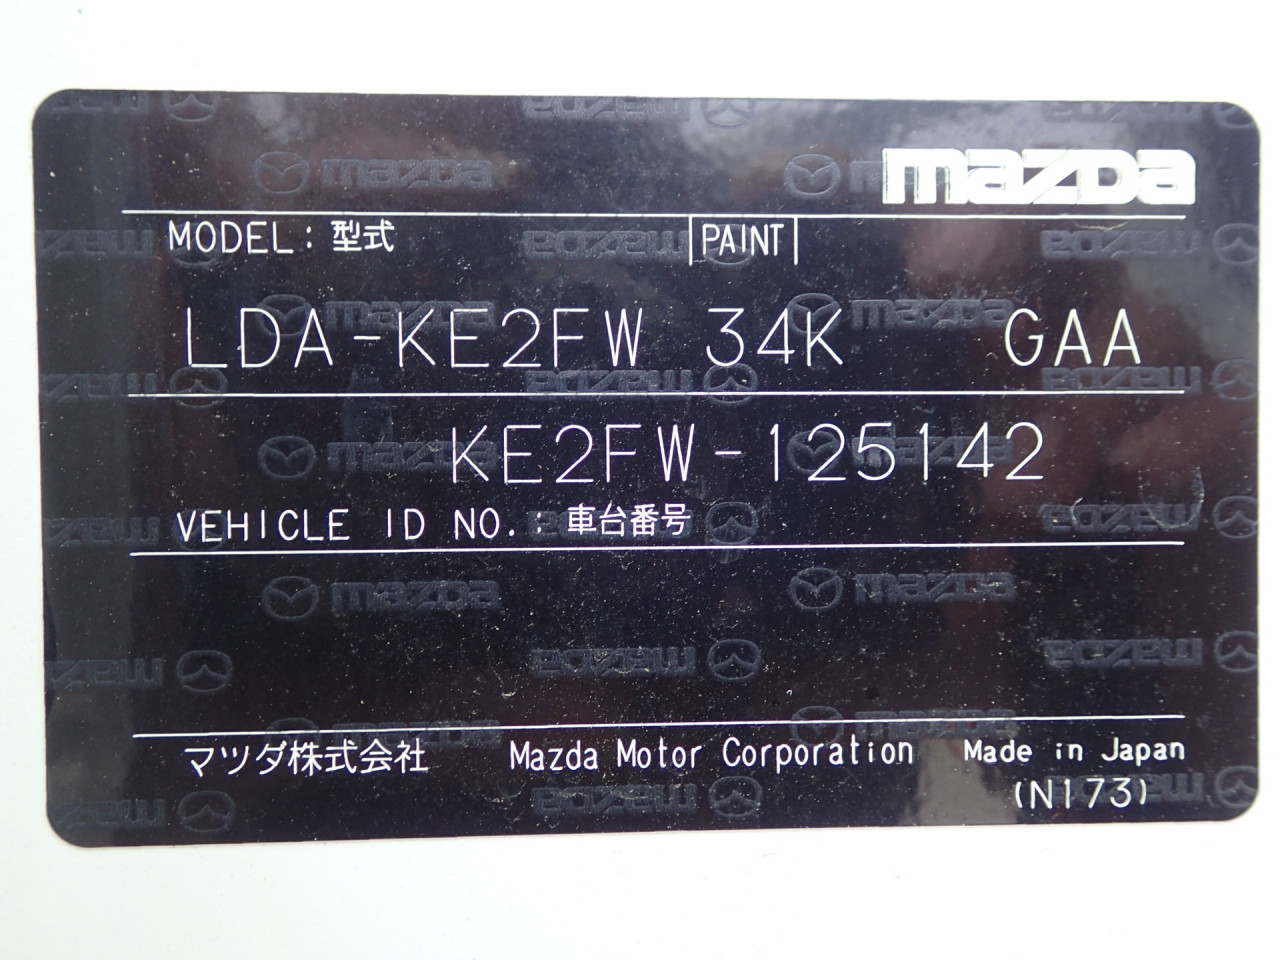 mazda
MODEL: 型式 PAINT
LDA-KE2FW 34K GAA
KE2FW-125142
VEHICLE ID NO.: 車台番号
マツダ株式会社 Mazda Motor Corporation Made in Japan
(N173)